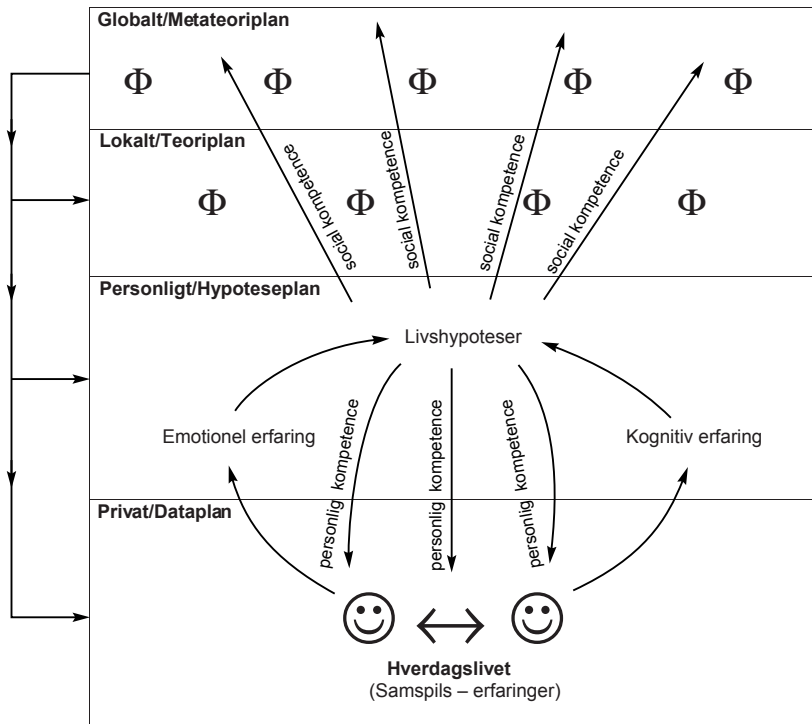 Globalt/Metateoriplan
Φ Φ Φ Φ Φ
Lokalt/Teoriplan
social kompetence
social kompetence
social kompetence
social kompetence
Φ Φ Φ Φ
Personligt/Hypoteseplan
Livshypoteser
Emotionel erfaring
Kognitiv erfaring
personlig kompetence
personlig kompetence
personlig kompetence
Privat/Dataplan
Hverdagslivet
(Samspils – erfaringer)